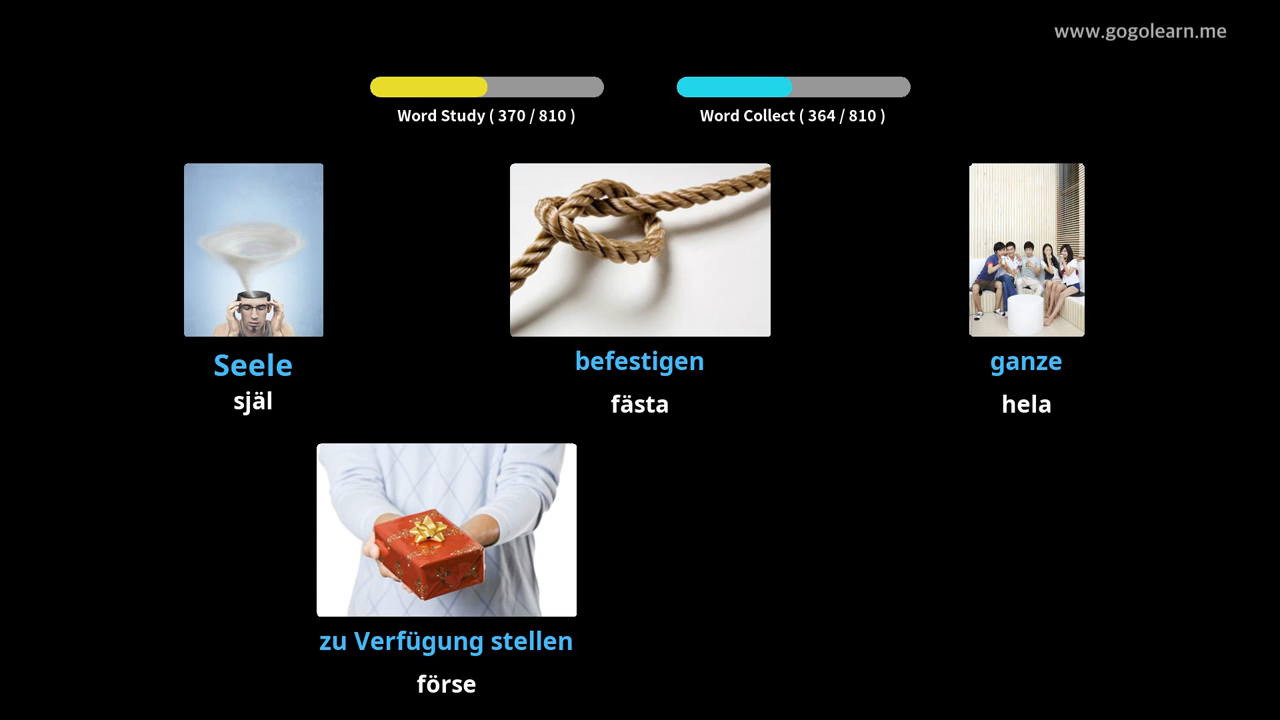 www.gogolearn.me
Word Study ( 370 / 810 )
Word Collect ( 364 / 810 )
Seele
själ
befestigen
fästa
ganze
hela
zu Verfügung stellen
förse